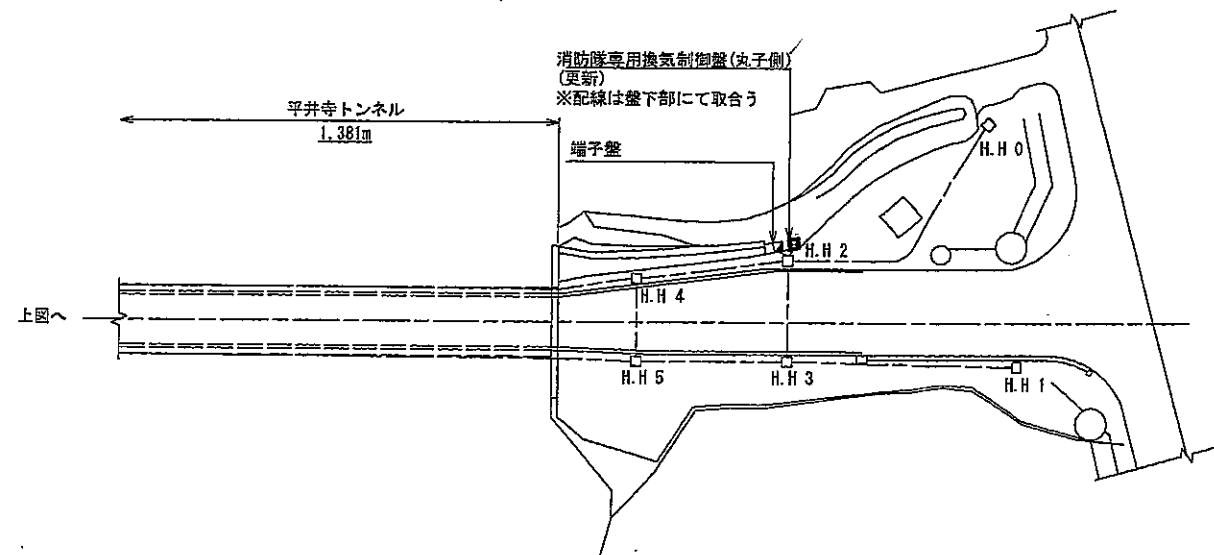 消防隊専用換気制御盤(丸子側)
(更新)
※配線は盤下部にて取合う
平井寺トンネル
1,381m
端子盤
H.H 0
H.H 2
H.H 4
上図へ
H.H 5
H.H 3
H.H 1